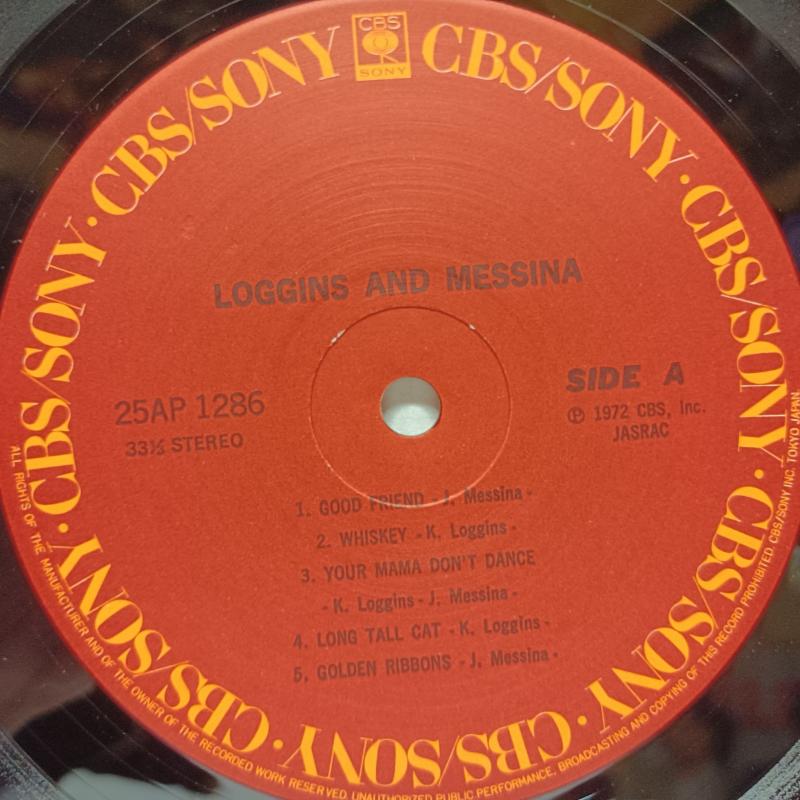 CBS
SONY
CBS/SONY · CBS/SONY · CBS/SONY · CBS/SONY · CBS/SONY · CBS/SONY · CBS/SONY · CBS/SONY · CBS/SONY
LOGGINS AND MESSINA
25AP 1286
33⅓ STEREO
SIDE A
℗ 1972 CBS, Inc.
JASRAC
1. GOOD FRIEND - J. Messina -
2. WHISKEY - K. Loggins -
3. YOUR MAMA DON'T DANCE
- K. Loggins - J. Messina -
4. LONG TALL CAT - K. Loggins -
5. GOLDEN RIBBONS - J. Messina -
ALL RIGHTS OF THE MANUFACTURER AND OF THE OWNER OF THE RECORDED WORK RESERVED. UNAUTHORIZED PUBLIC PERFORMANCE, BROADCASTING AND COPYING OF THIS RECORD PROHIBITED. CBS/SONY INC. TOKYO JAPAN